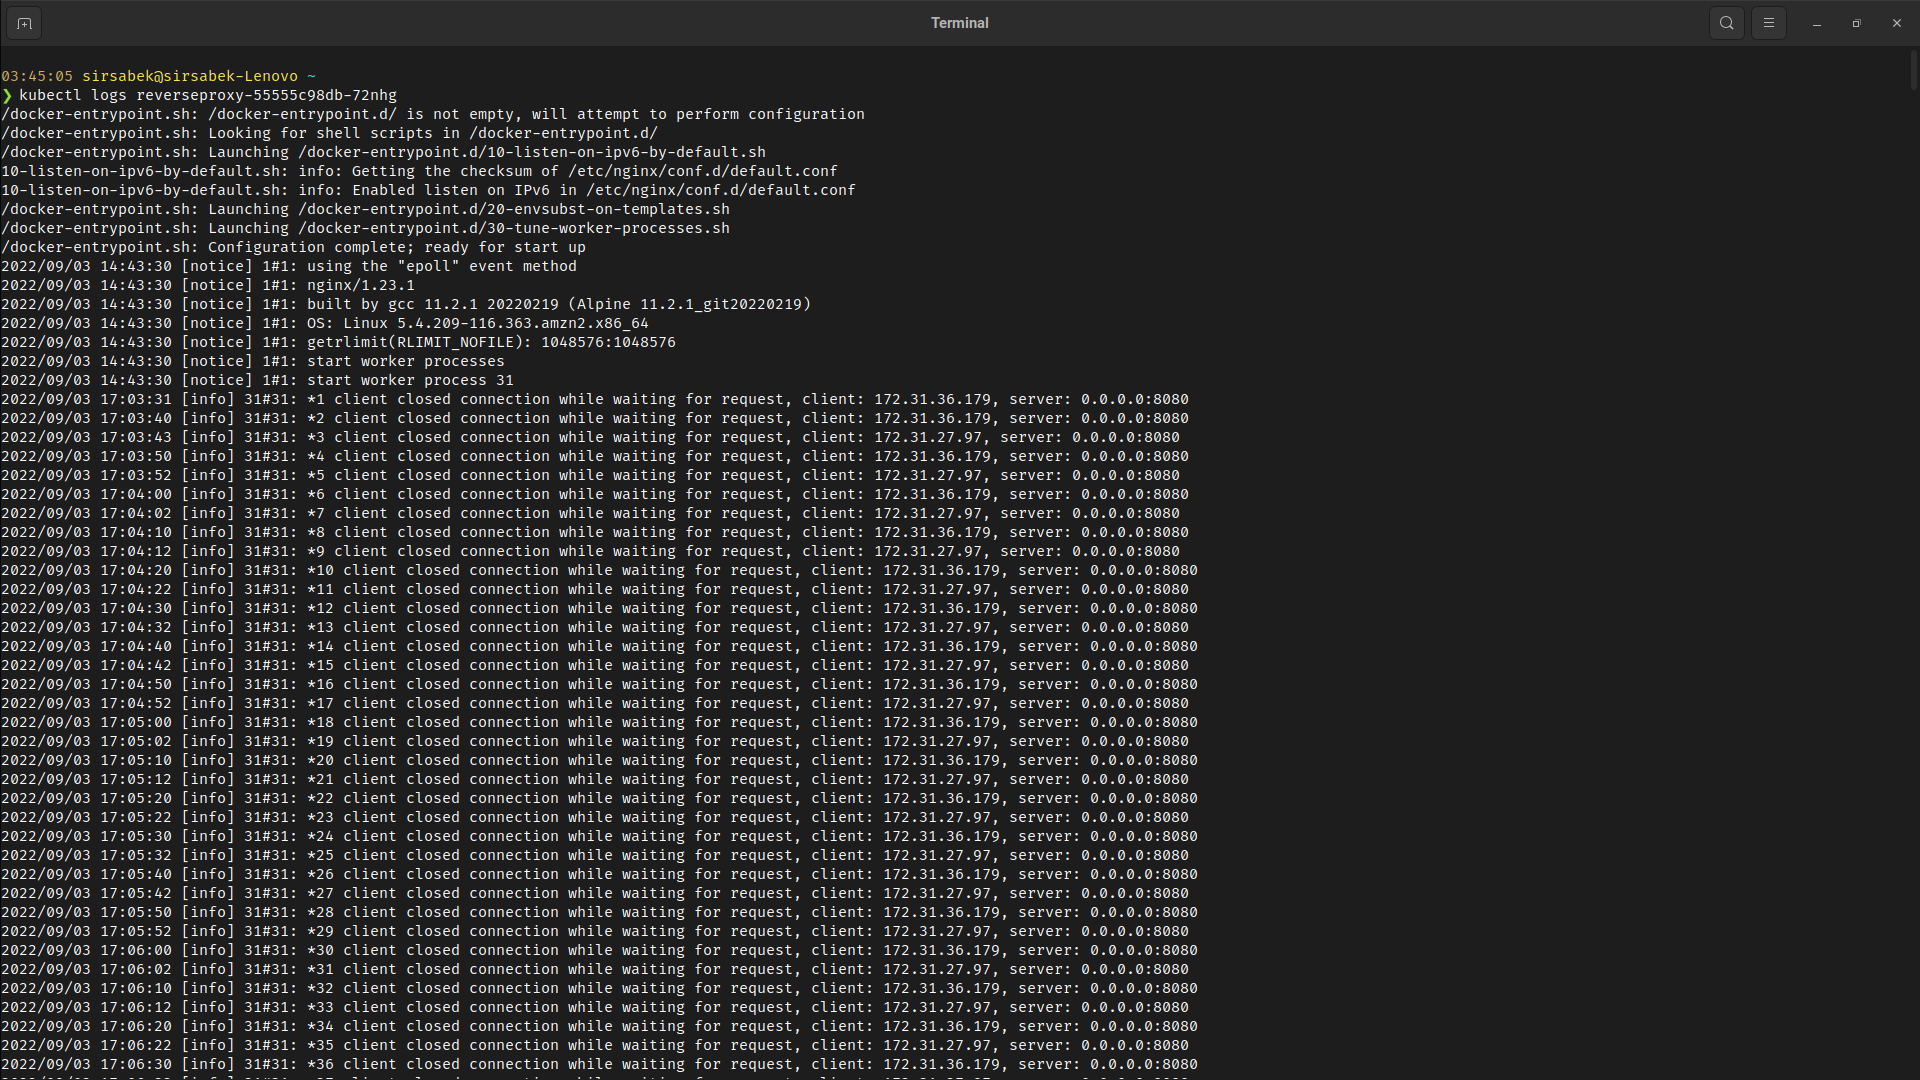 Terminal
03:45:05 sirsabek@sirsabek-Lenovo ~
❯ kubectl logs reverseproxy-55555c98db-72nhg
/docker-entrypoint.sh: /docker-entrypoint.d/ is not empty, will attempt to perform configuration
/docker-entrypoint.sh: Looking for shell scripts in /docker-entrypoint.d/
/docker-entrypoint.sh: Launching /docker-entrypoint.d/10-listen-on-ipv6-by-default.sh
10-listen-on-ipv6-by-default.sh: info: Getting the checksum of /etc/nginx/conf.d/default.conf
10-listen-on-ipv6-by-default.sh: info: Enabled listen on IPv6 in /etc/nginx/conf.d/default.conf
/docker-entrypoint.sh: Launching /docker-entrypoint.d/20-envsubst-on-templates.sh
/docker-entrypoint.sh: Launching /docker-entrypoint.d/30-tune-worker-processes.sh
/docker-entrypoint.sh: Configuration complete; ready for start up
2022/09/03 14:43:30 [notice] 1#1: using the "epoll" event method
2022/09/03 14:43:30 [notice] 1#1: nginx/1.23.1
2022/09/03 14:43:30 [notice] 1#1: built by gcc 11.2.1 20220219 (Alpine 11.2.1_git20220219)
2022/09/03 14:43:30 [notice] 1#1: OS: Linux 5.4.209-116.363.amzn2.x86_64
2022/09/03 14:43:30 [notice] 1#1: getrlimit(RLIMIT_NOFILE): 1048576:1048576
2022/09/03 14:43:30 [notice] 1#1: start worker processes
2022/09/03 14:43:30 [notice] 1#1: start worker process 31
2022/09/03 17:03:31 [info] 31#31: *1 client closed connection while waiting for request, client: 172.31.36.179, server: 0.0.0.0:8080
2022/09/03 17:03:40 [info] 31#31: *2 client closed connection while waiting for request, client: 172.31.36.179, server: 0.0.0.0:8080
2022/09/03 17:03:43 [info] 31#31: *3 client closed connection while waiting for request, client: 172.31.27.97, server: 0.0.0.0:8080
2022/09/03 17:03:50 [info] 31#31: *4 client closed connection while waiting for request, client: 172.31.36.179, server: 0.0.0.0:8080
2022/09/03 17:03:52 [info] 31#31: *5 client closed connection while waiting for request, client: 172.31.27.97, server: 0.0.0.0:8080
2022/09/03 17:04:00 [info] 31#31: *6 client closed connection while waiting for request, client: 172.31.36.179, server: 0.0.0.0:8080
2022/09/03 17:04:02 [info] 31#31: *7 client closed connection while waiting for request, client: 172.31.27.97, server: 0.0.0.0:8080
2022/09/03 17:04:10 [info] 31#31: *8 client closed connection while waiting for request, client: 172.31.36.179, server: 0.0.0.0:8080
2022/09/03 17:04:12 [info] 31#31: *9 client closed connection while waiting for request, client: 172.31.27.97, server: 0.0.0.0:8080
2022/09/03 17:04:20 [info] 31#31: *10 client closed connection while waiting for request, client: 172.31.36.179, server: 0.0.0.0:8080
2022/09/03 17:04:22 [info] 31#31: *11 client closed connection while waiting for request, client: 172.31.27.97, server: 0.0.0.0:8080
2022/09/03 17:04:30 [info] 31#31: *12 client closed connection while waiting for request, client: 172.31.36.179, server: 0.0.0.0:8080
2022/09/03 17:04:32 [info] 31#31: *13 client closed connection while waiting for request, client: 172.31.27.97, server: 0.0.0.0:8080
2022/09/03 17:04:40 [info] 31#31: *14 client closed connection while waiting for request, client: 172.31.36.179, server: 0.0.0.0:8080
2022/09/03 17:04:42 [info] 31#31: *15 client closed connection while waiting for request, client: 172.31.27.97, server: 0.0.0.0:8080
2022/09/03 17:04:50 [info] 31#31: *16 client closed connection while waiting for request, client: 172.31.36.179, server: 0.0.0.0:8080
2022/09/03 17:04:52 [info] 31#31: *17 client closed connection while waiting for request, client: 172.31.27.97, server: 0.0.0.0:8080
2022/09/03 17:05:00 [info] 31#31: *18 client closed connection while waiting for request, client: 172.31.36.179, server: 0.0.0.0:8080
2022/09/03 17:05:02 [info] 31#31: *19 client closed connection while waiting for request, client: 172.31.27.97, server: 0.0.0.0:8080
2022/09/03 17:05:10 [info] 31#31: *20 client closed connection while waiting for request, client: 172.31.36.179, server: 0.0.0.0:8080
2022/09/03 17:05:12 [info] 31#31: *21 client closed connection while waiting for request, client: 172.31.27.97, server: 0.0.0.0:8080
2022/09/03 17:05:20 [info] 31#31: *22 client closed connection while waiting for request, client: 172.31.36.179, server: 0.0.0.0:8080
2022/09/03 17:05:22 [info] 31#31: *23 client closed connection while waiting for request, client: 172.31.27.97, server: 0.0.0.0:8080
2022/09/03 17:05:30 [info] 31#31: *24 client closed connection while waiting for request, client: 172.31.36.179, server: 0.0.0.0:8080
2022/09/03 17:05:32 [info] 31#31: *25 client closed connection while waiting for request, client: 172.31.27.97, server: 0.0.0.0:8080
2022/09/03 17:05:40 [info] 31#31: *26 client closed connection while waiting for request, client: 172.31.36.179, server: 0.0.0.0:8080
2022/09/03 17:05:42 [info] 31#31: *27 client closed connection while waiting for request, client: 172.31.27.97, server: 0.0.0.0:8080
2022/09/03 17:05:50 [info] 31#31: *28 client closed connection while waiting for request, client: 172.31.36.179, server: 0.0.0.0:8080
2022/09/03 17:05:52 [info] 31#31: *29 client closed connection while waiting for request, client: 172.31.27.97, server: 0.0.0.0:8080
2022/09/03 17:06:00 [info] 31#31: *30 client closed connection while waiting for request, client: 172.31.36.179, server: 0.0.0.0:8080
2022/09/03 17:06:02 [info] 31#31: *31 client closed connection while waiting for request, client: 172.31.27.97, server: 0.0.0.0:8080
2022/09/03 17:06:10 [info] 31#31: *32 client closed connection while waiting for request, client: 172.31.36.179, server: 0.0.0.0:8080
2022/09/03 17:06:12 [info] 31#31: *33 client closed connection while waiting for request, client: 172.31.27.97, server: 0.0.0.0:8080
2022/09/03 17:06:20 [info] 31#31: *34 client closed connection while waiting for request, client: 172.31.36.179, server: 0.0.0.0:8080
2022/09/03 17:06:22 [info] 31#31: *35 client closed connection while waiting for request, client: 172.31.27.97, server: 0.0.0.0:8080
2022/09/03 17:06:30 [info] 31#31: *36 client closed connection while waiting for request, client: 172.31.36.179, server: 0.0.0.0:8080